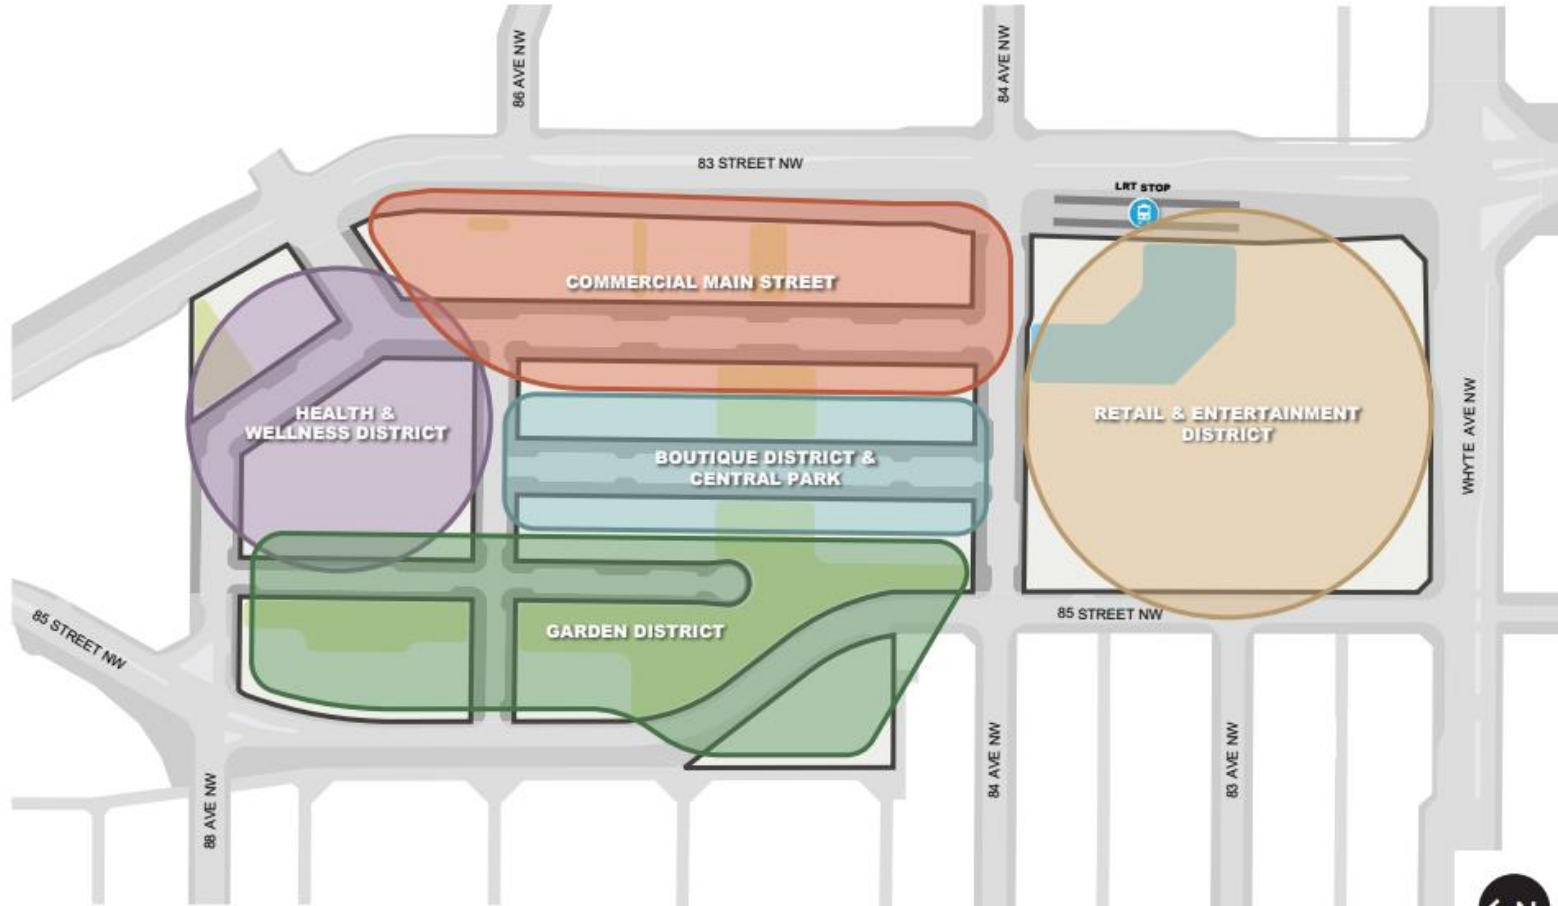 86 AVE NW
84 AVE NW
83 STREET NW
LRT STOP
COMMERCIAL MAIN STREET
HEALTH &
WELLNESS DISTRICT
RETAIL & ENTERTAINMENT
DISTRICT
WHYTE AVE NW
BOUTIQUE DISTRICT &
CENTRAL PARK
85 STREET NW
GARDEN DISTRICT
85 STREET NW
88 AVE NW
84 AVE NW
83 AVE NW